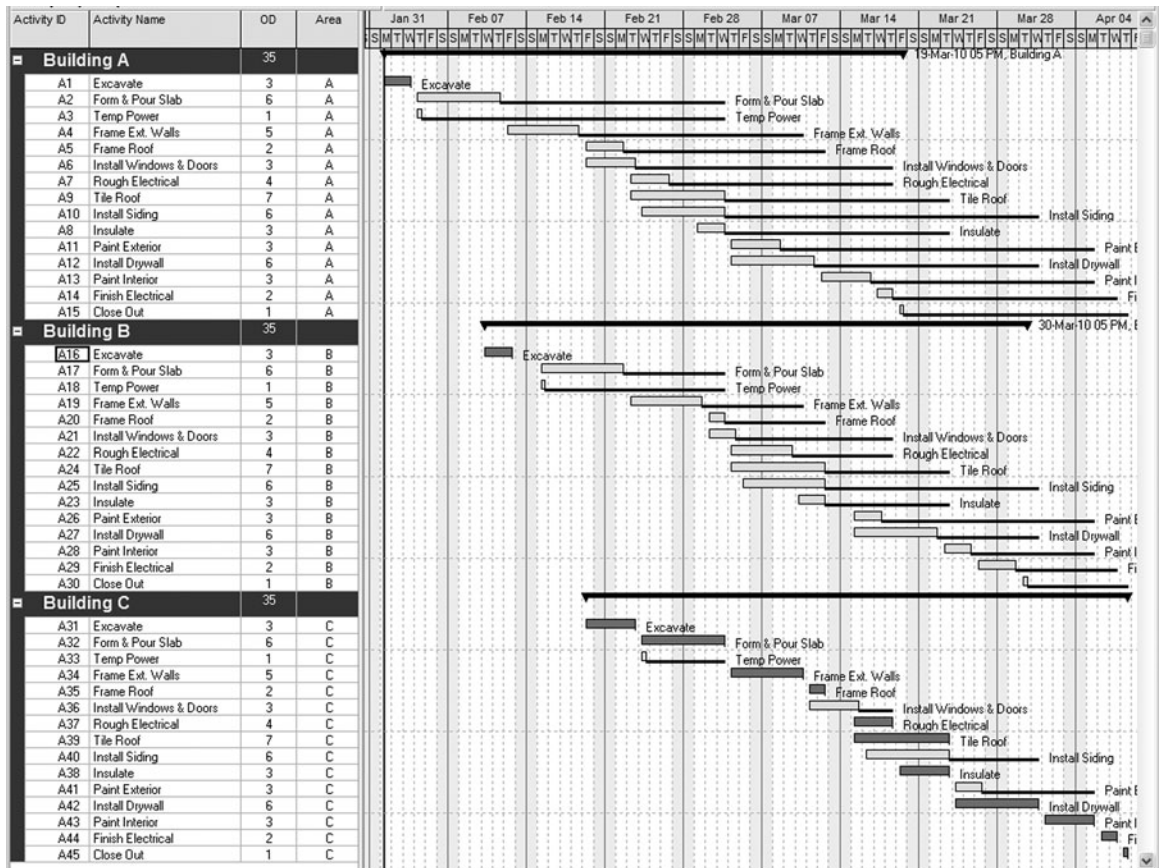 Activity ID Activity Name OD Area Jan 31 Feb 07 Feb 14 Feb 21 Feb 28 Mar 07 Mar 14 Mar 21 Mar 28 Apr 04
S S M T W T F S S M T W T F S S M T W T F S S M T W T F S S M T W T F S S M T W T F S S M T W T F S S M T W T F S S M T W T F S S M T W T F
Building A 35 19-Mar-10 05 PM, Building A
A1 Excavate 3 A Excavate
A2 Form & Pour Slab 6 A Form & Pour Slab
A3 Temp Power 1 A Temp Power
A4 Frame Ext. Walls 5 A Frame Ext. Walls
A5 Frame Roof 2 A Frame Roof
A6 Install Windows & Doors 3 A Install Windows & Doors
A7 Rough Electrical 4 A Rough Electrical
A9 Tile Roof 7 A Tile Roof
A10 Install Siding 6 A Install Siding
A8 Insulate 3 A Insulate
A11 Paint Exterior 3 A Paint E
A12 Install Drywall 6 A Install Drywall
A13 Paint Interior 3 A Paint I
A14 Finish Electrical 2 A Fi
A15 Close Out 1 A
Building B 35 30-Mar-10 05 PM, B
A16 Excavate 3 B Excavate
A17 Form & Pour Slab 6 B Form & Pour Slab
A18 Temp Power 1 B Temp Power
A19 Frame Ext. Walls 5 B Frame Ext. Walls
A20 Frame Roof 2 B Frame Roof
A21 Install Windows & Doors 3 B Install Windows & Doors
A22 Rough Electrical 4 B Rough Electrical
A24 Tile Roof 7 B Tile Roof
A25 Install Siding 6 B Install Siding
A23 Insulate 3 B Insulate
A26 Paint Exterior 3 B Paint E
A27 Install Drywall 6 B Install Drywall
A28 Paint Interior 3 B Paint I
A29 Finish Electrical 2 B Fi
A30 Close Out 1 B
Building C 35
A31 Excavate 3 C Excavate
A32 Form & Pour Slab 6 C Form & Pour Slab
A33 Temp Power 1 C Temp Power
A34 Frame Ext. Walls 5 C Frame Ext. Walls
A35 Frame Roof 2 C Frame Roof
A36 Install Windows & Doors 3 C Install Windows & Doors
A37 Rough Electrical 4 C Rough Electrical
A39 Tile Roof 7 C Tile Roof
A40 Install Siding 6 C Install Siding
A38 Insulate 3 C Insulate
A41 Paint Exterior 3 C Paint E
A42 Install Drywall 6 C Install Drywall
A43 Paint Interior 3 C Paint I
A44 Finish Electrical 2 C Fi
A45 Close Out 1 C